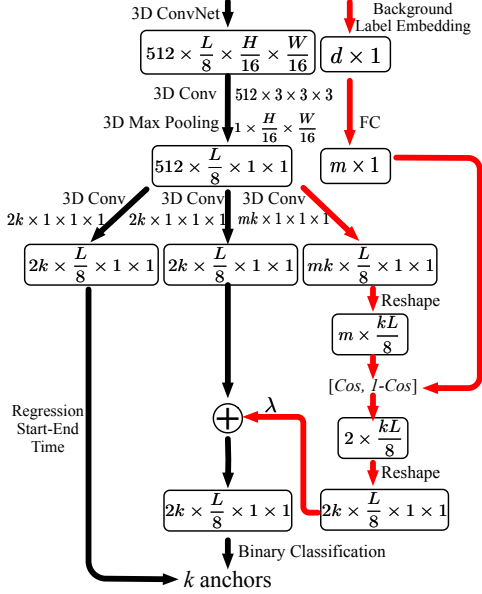 3D ConvNet
Background
Label Embedding
512 × L/8 × H/16 × W/16
d × 1
3D Conv 512 × 3 × 3 × 3
3D Max Pooling 1 × H/16 × W/16
FC
512 × L/8 × 1 × 1
m × 1
3D Conv 3D Conv 3D Conv
2k × 1 × 1 × 1 2k × 1 × 1 × 1 mk × 1 × 1 × 1
2k × L/8 × 1 × 1
2k × L/8 × 1 × 1
mk × L/8 × 1 × 1
Reshape
m × kL/8
[Cos, 1-Cos]
Regression
Start-End
Time
+
λ
2 × kL/8
Reshape
2k × L/8 × 1 × 1
2k × L/8 × 1 × 1
Binary Classification
k anchors